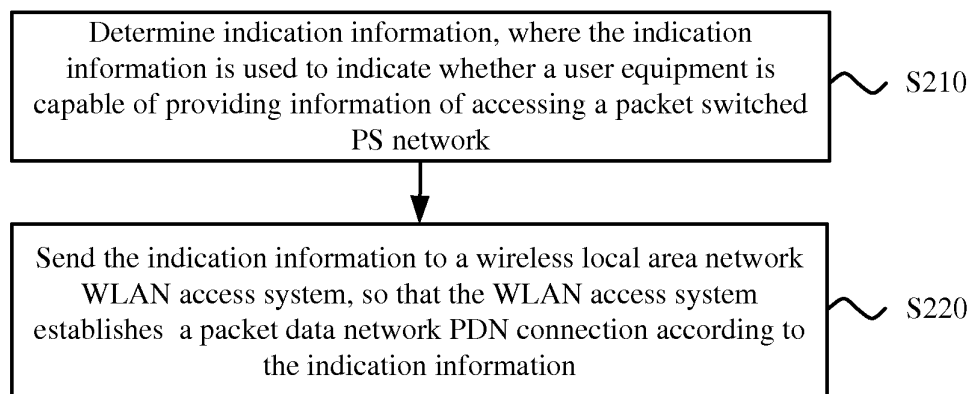 Determine indication information, where the indication
information is used to indicate whether a user equipment is
capable of providing information of accessing a packet switched
PS network
S210
Send the indication information to a wireless local area network
WLAN access system, so that the WLAN access system
establishes a packet data network PDN connection according to
the indication information
S220